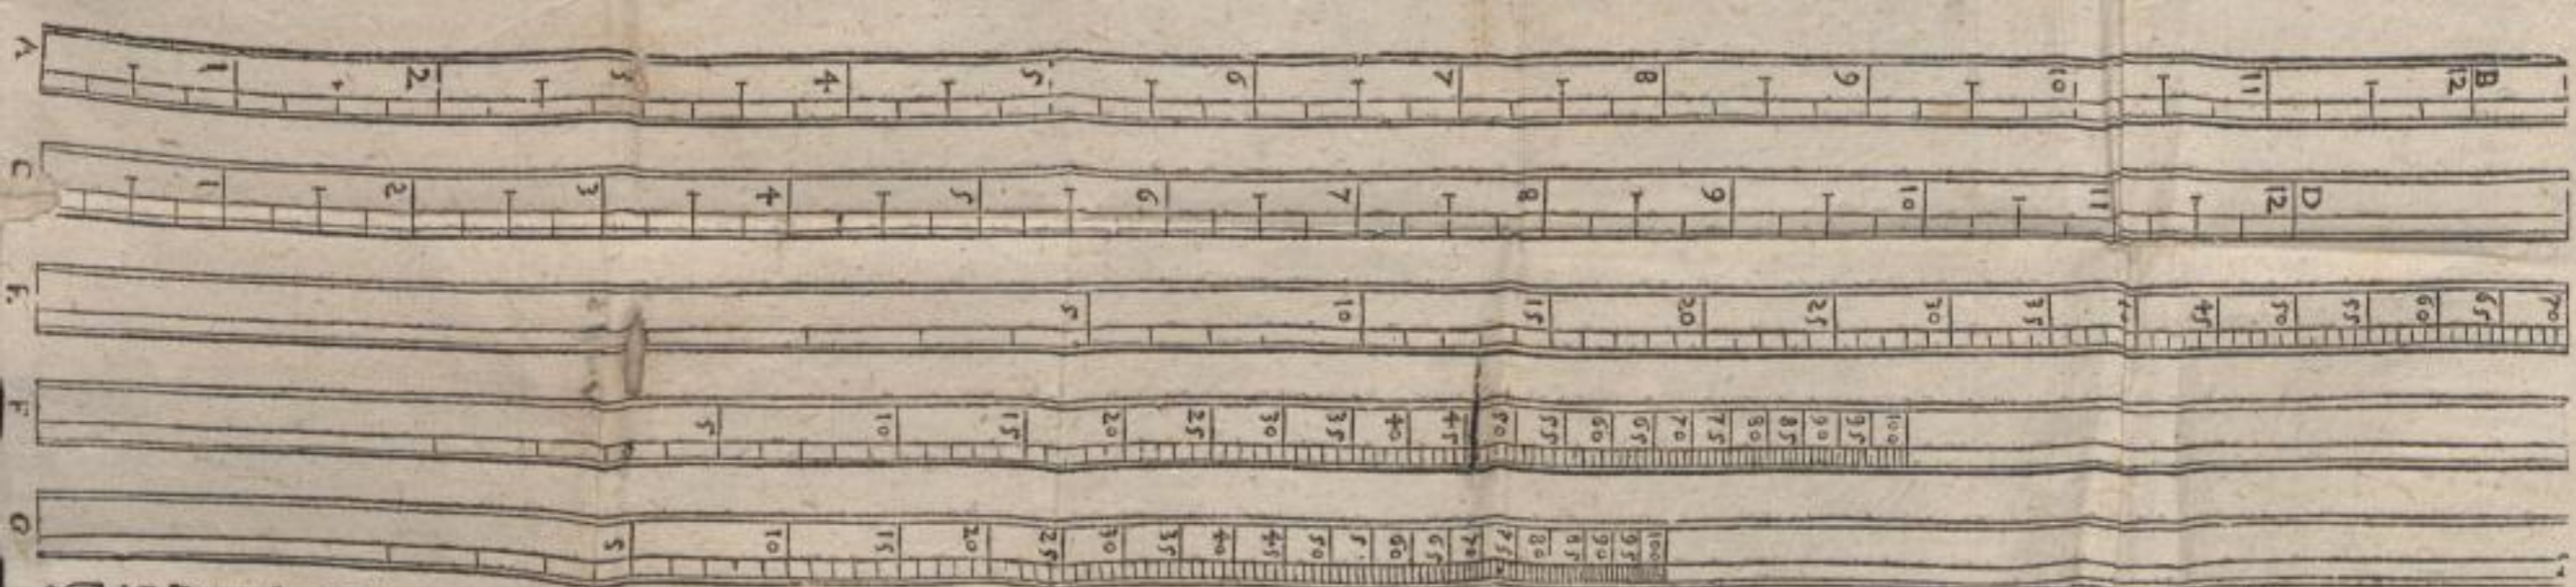 A 1 2 3 4 5 6 7 8 9 10 11 12 B
C 1 2 3 4 5 6 7 8 9 10 11 12 D
E. 5 10 15 20 25 30 35 45 50 55 60 65 70
F 5 10 15 20 25 30 35 40 45 50 55 60 65 70 75 80 85 90 95 100
G 5 10 15 20 25 30 35 40 45 50 60 65 70 75 80 85 90 95 100